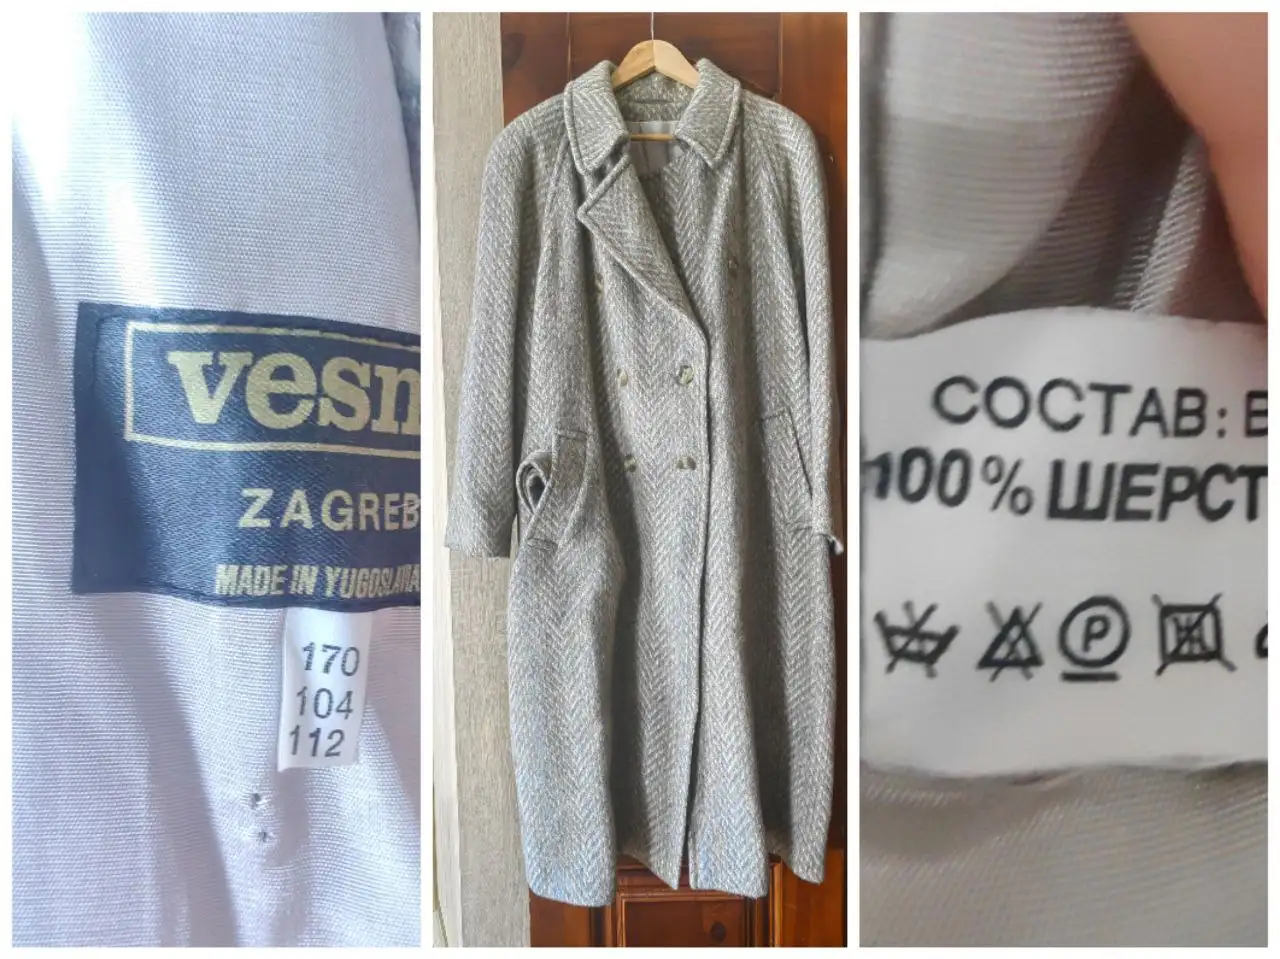 vesn
ZAGREB
MADE IN YUGOSLAVIA
170
104
112
СОСТАВ: В
100% ШЕРСТ
P